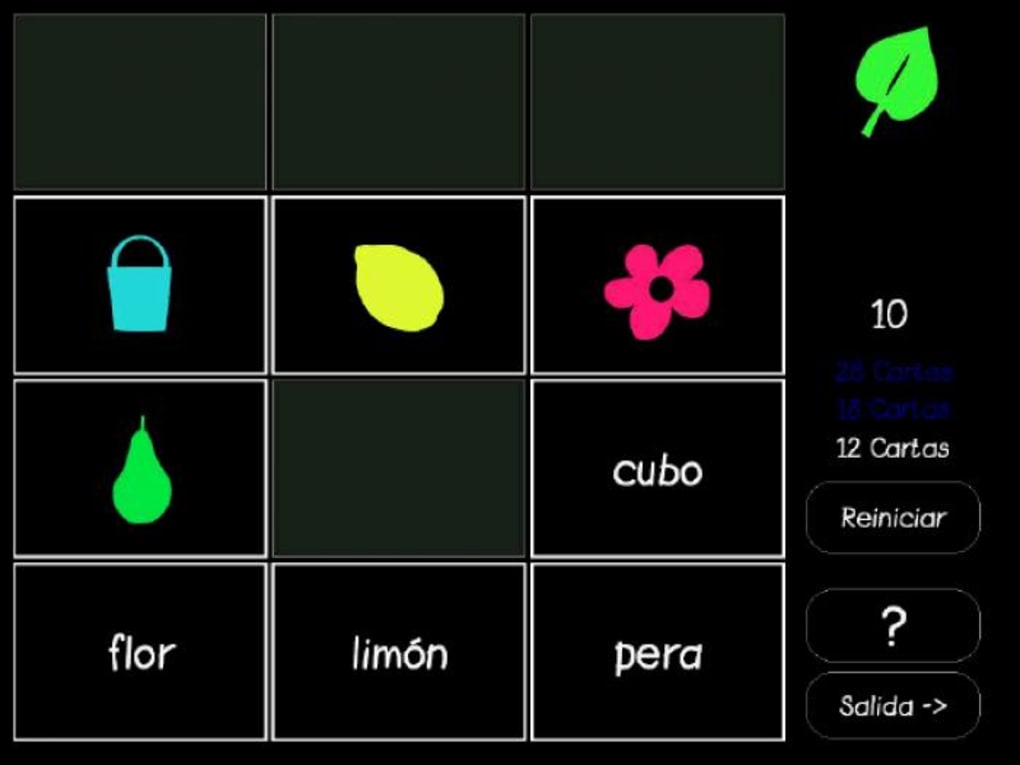 10
28 Cartas
18 Cartas
12 Cartas
cubo
Reiniciar
flor
limón
pera
?
Salida ->